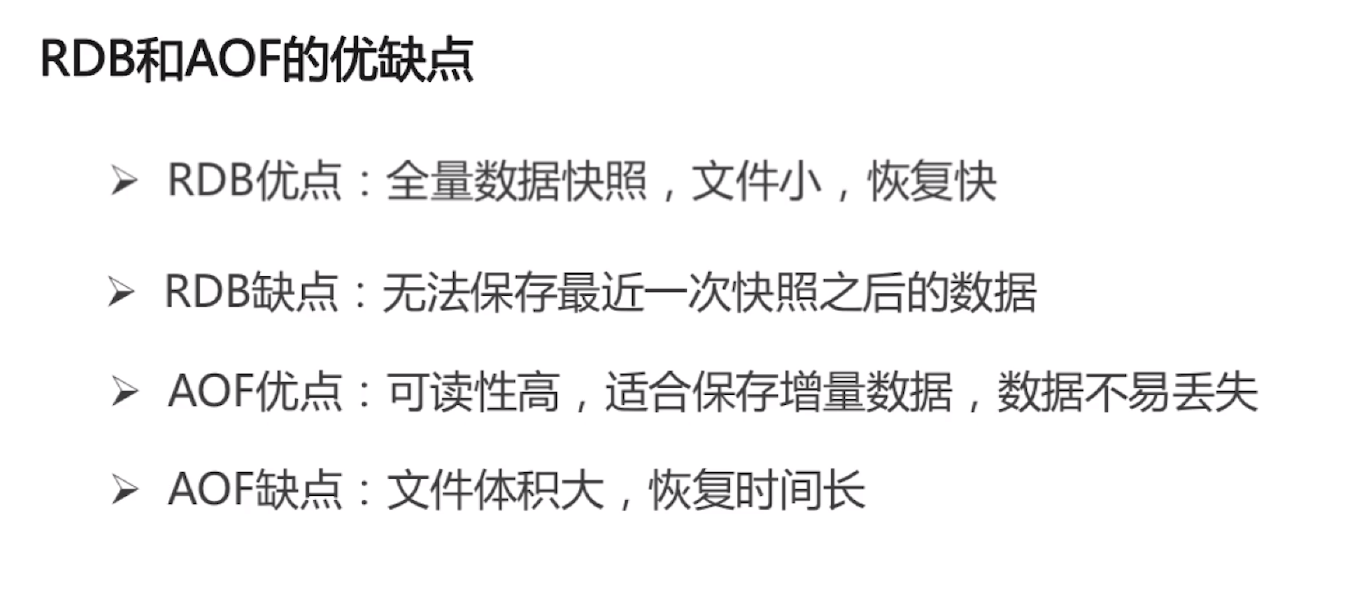 RDB和AOF的优缺点
➢ RDB优点：全量数据快照，文件小，恢复快
➢ RDB缺点：无法保存最近一次快照之后的数据
➢ AOF优点：可读性高，适合保存增量数据，数据不易丢失
➢ AOF缺点：文件体积大，恢复时间长